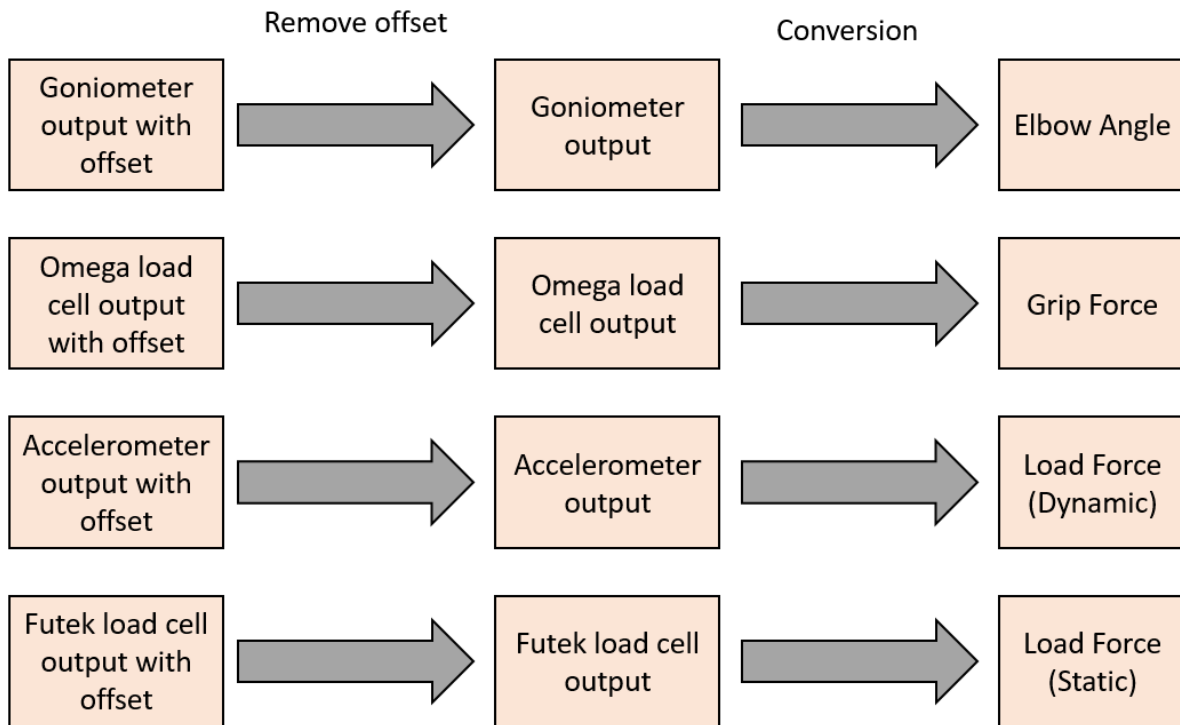 Remove offset
Conversion
Goniometer
output with
offset
Goniometer
output
Elbow Angle
Omega load
cell output
with offset
Omega load
cell output
Grip Force
Accelerometer
output with
offset
Accelerometer
output
Load Force
(Dynamic)
Futek load cell
output with
offset
Futek load cell
output
Load Force
(Static)